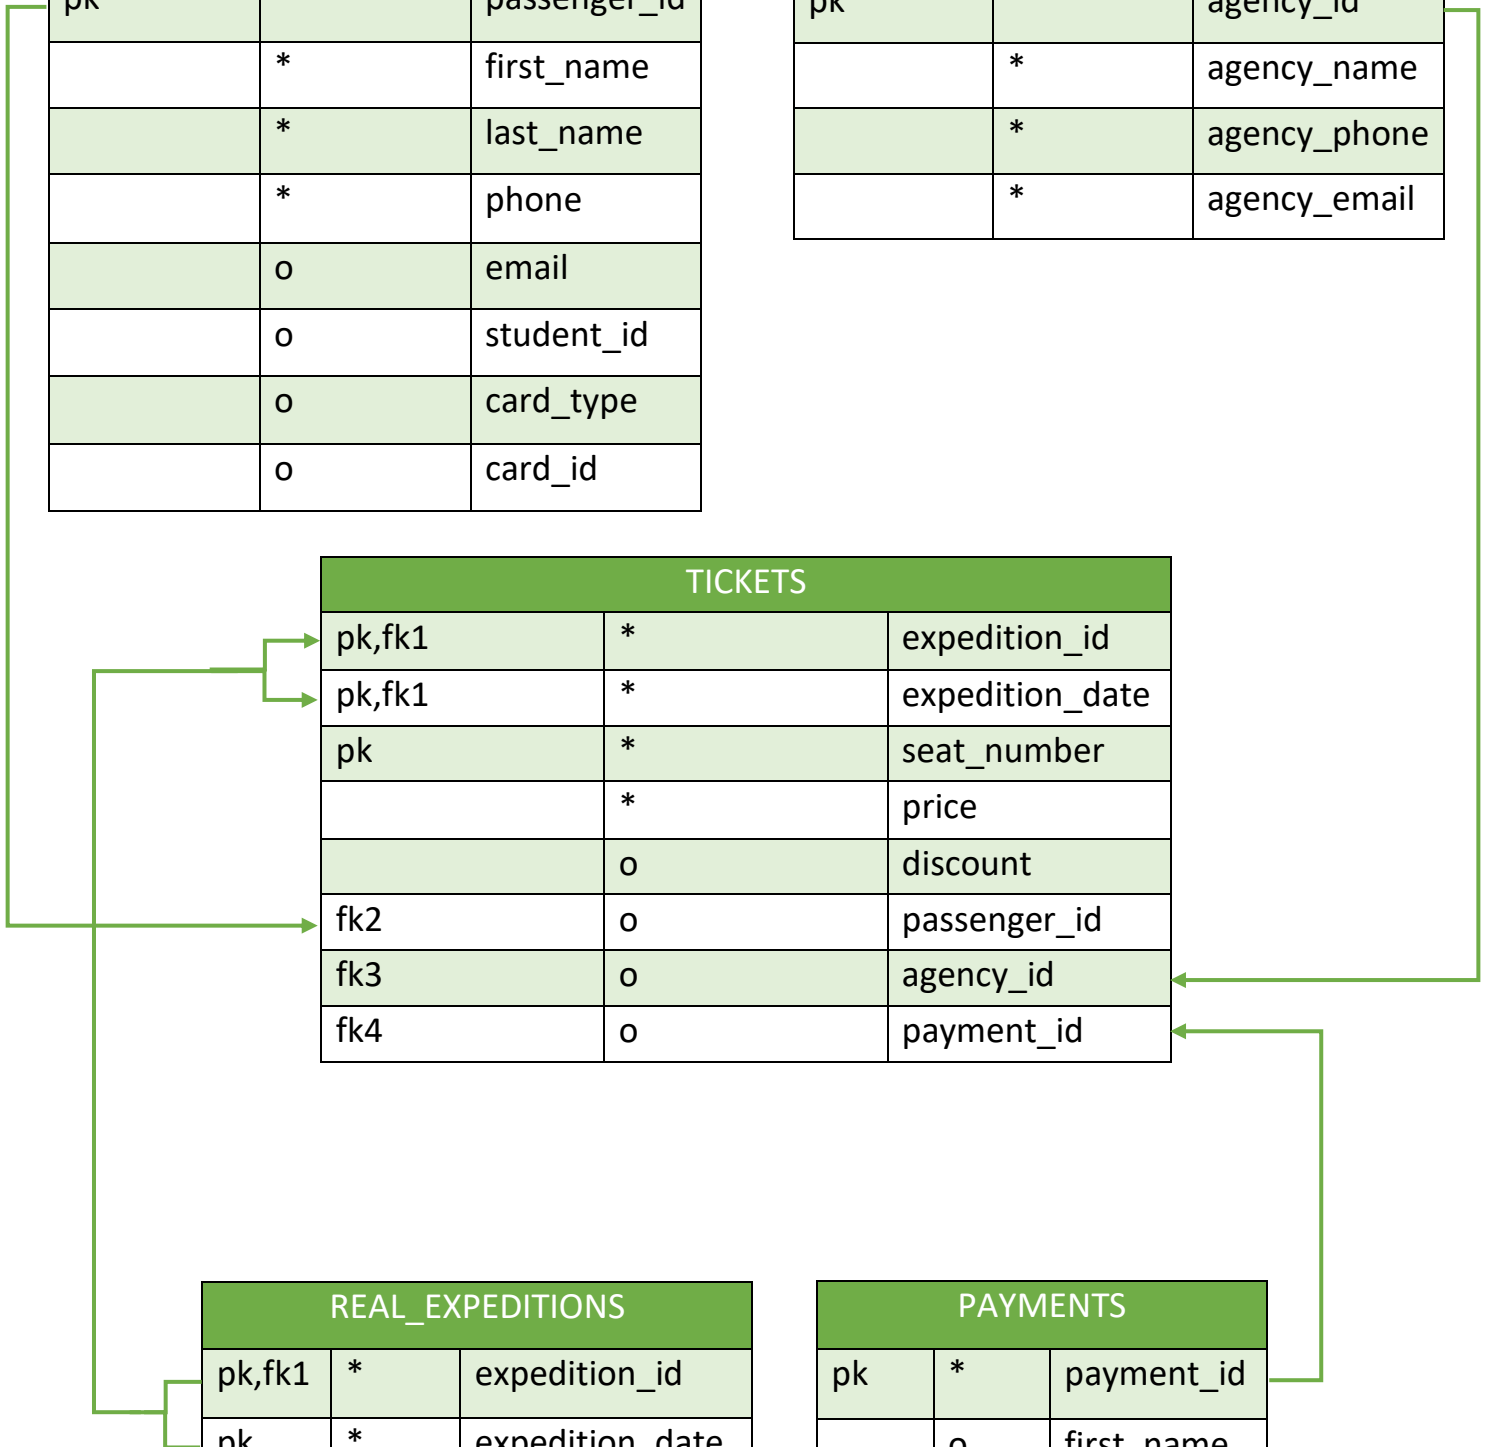 pk passenger_id
* first_name
* last_name
* phone
o email
o student_id
o card_type
o card_id
pk agency_id
* agency_name
* agency_phone
* agency_email
TICKETS
pk,fk1 * expedition_id
pk,fk1 * expedition_date
pk * seat_number
* price
o discount
fk2 o passenger_id
fk3 o agency_id
fk4 o payment_id
REAL_EXPEDITIONS
pk,fk1 * expedition_id
pk * expedition_date
PAYMENTS
pk * payment_id
o first_name